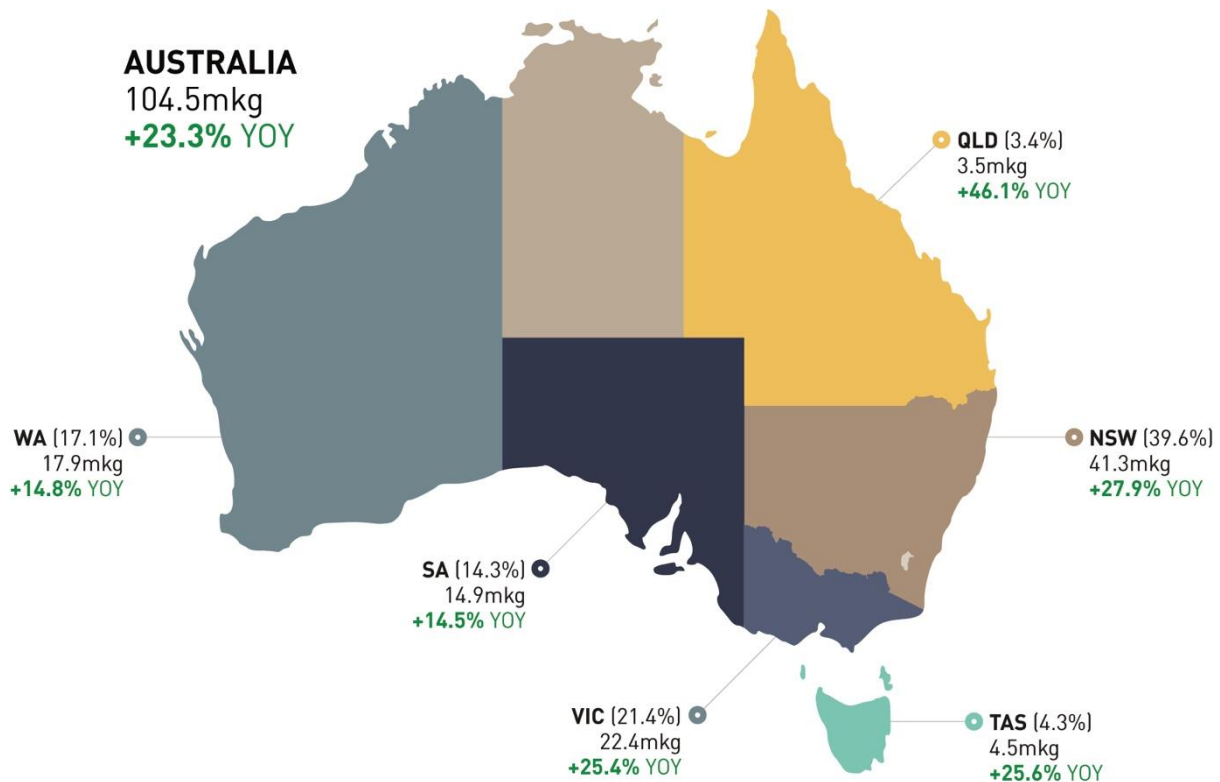 AUSTRALIA
104.5mkg
+23.3% YOY
QLD (3.4%)
3.5mkg
+46.1% YOY
WA (17.1%)
17.9mkg
+14.8% YOY
NSW (39.6%)
41.3mkg
+27.9% YOY
SA (14.3%)
14.9mkg
+14.5% YOY
VIC (21.4%)
22.4mkg
+25.4% YOY
TAS (4.3%)
4.5mkg
+25.6% YOY